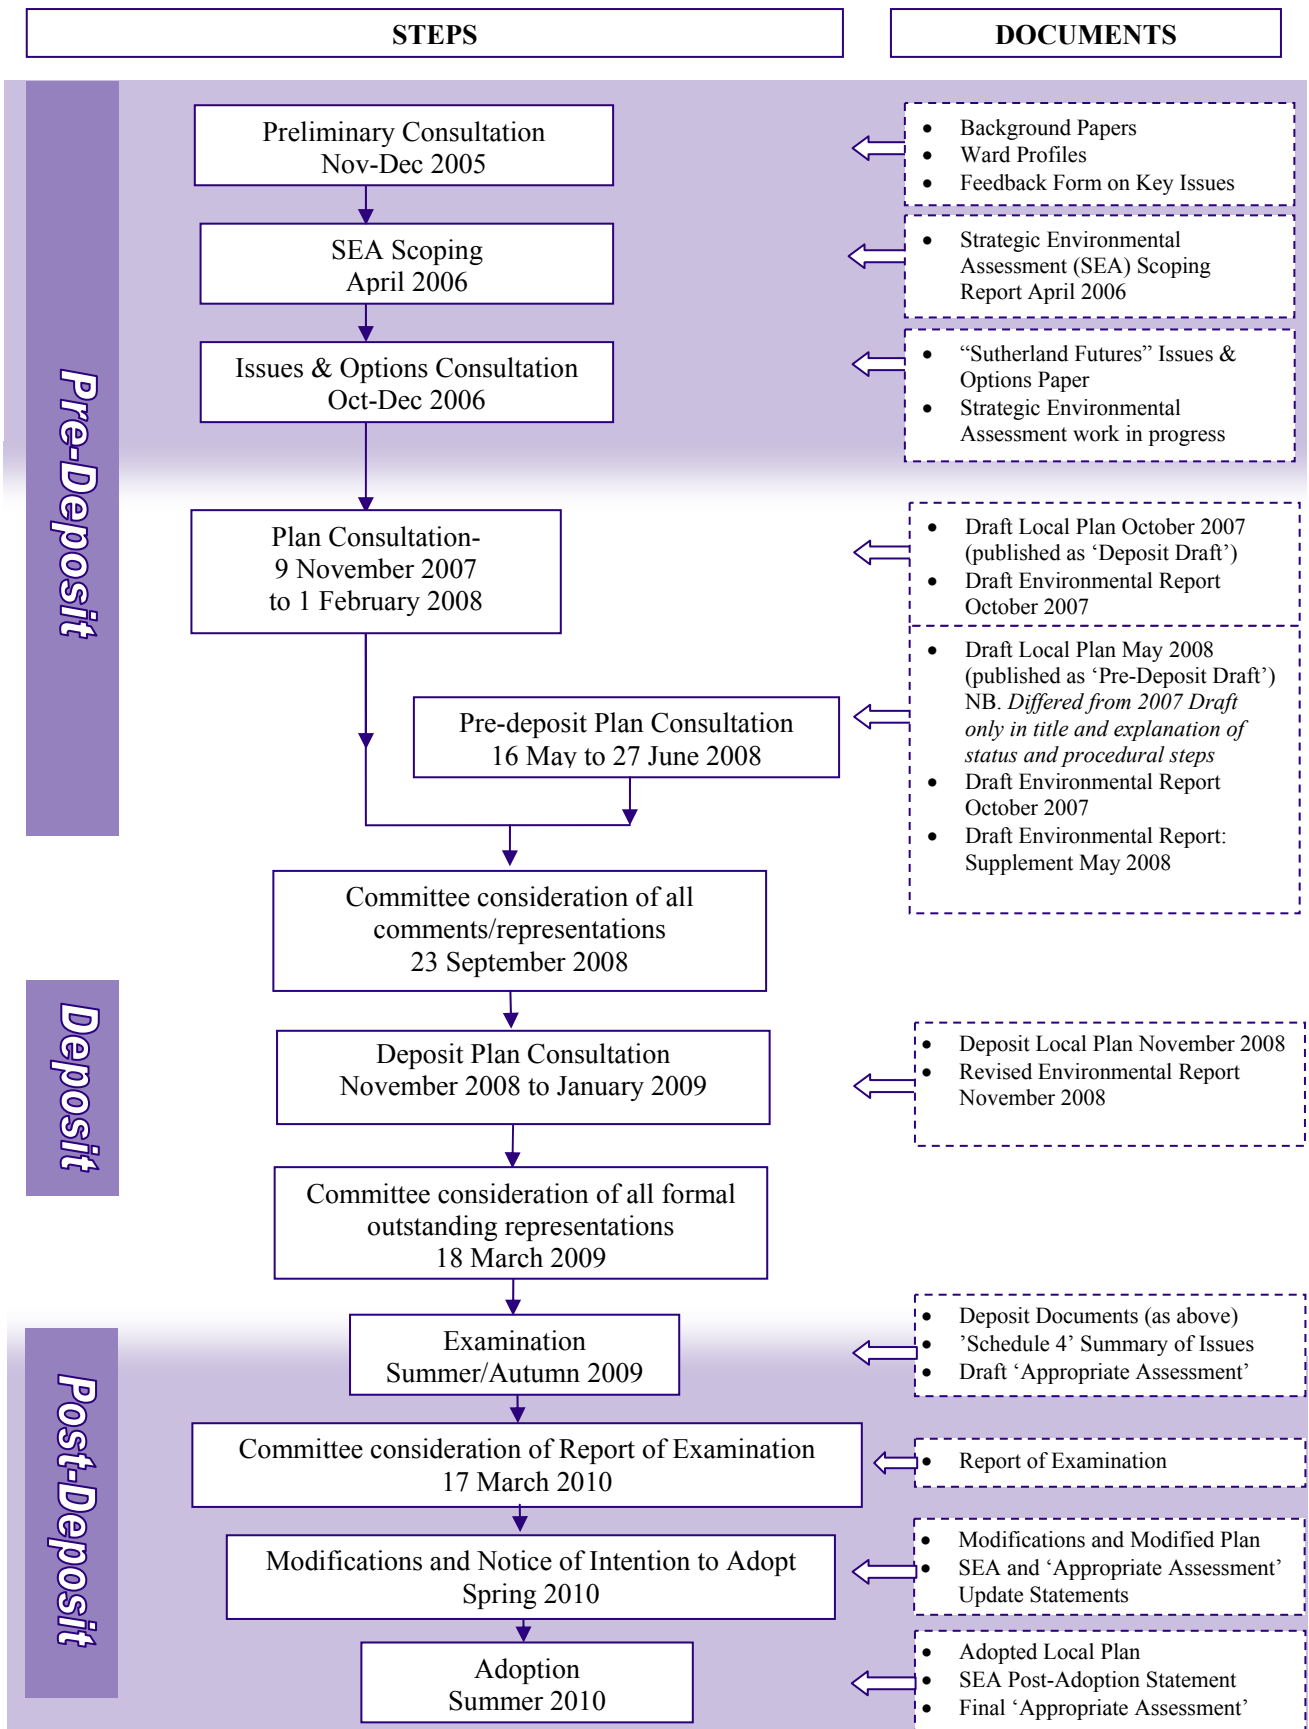 STEPS
DOCUMENTS
Pre-Deposit
Preliminary Consultation
Nov-Dec 2005
• Background Papers
• Ward Profiles
• Feedback Form on Key Issues
SEA Scoping
April 2006
• Strategic Environmental
Assessment (SEA) Scoping
Report April 2006
Issues & Options Consultation
Oct-Dec 2006
• “Sutherland Futures” Issues &
Options Paper
• Strategic Environmental
Assessment work in progress
Plan Consultation-
9 November 2007
to 1 February 2008
• Draft Local Plan October 2007
(published as ‘Deposit Draft’)
• Draft Environmental Report
October 2007
Pre-deposit Plan Consultation
16 May to 27 June 2008
• Draft Local Plan May 2008
(published as ‘Pre-Deposit Draft’)
NB. Differed from 2007 Draft
only in title and explanation of
status and procedural steps
• Draft Environmental Report
October 2007
• Draft Environmental Report:
Supplement May 2008
Committee consideration of all
comments/representations
23 September 2008
Deposit
Deposit Plan Consultation
November 2008 to January 2009
• Deposit Local Plan November 2008
• Revised Environmental Report
November 2008
Committee consideration of all formal
outstanding representations
18 March 2009
Post-Deposit
Examination
Summer/Autumn 2009
• Deposit Documents (as above)
• ’Schedule 4’ Summary of Issues
• Draft ‘Appropriate Assessment’
Committee consideration of Report of Examination
17 March 2010
• Report of Examination
Modifications and Notice of Intention to Adopt
Spring 2010
• Modifications and Modified Plan
• SEA and ‘Appropriate Assessment’
Update Statements
Adoption
Summer 2010
• Adopted Local Plan
• SEA Post-Adoption Statement
• Final ‘Appropriate Assessment’